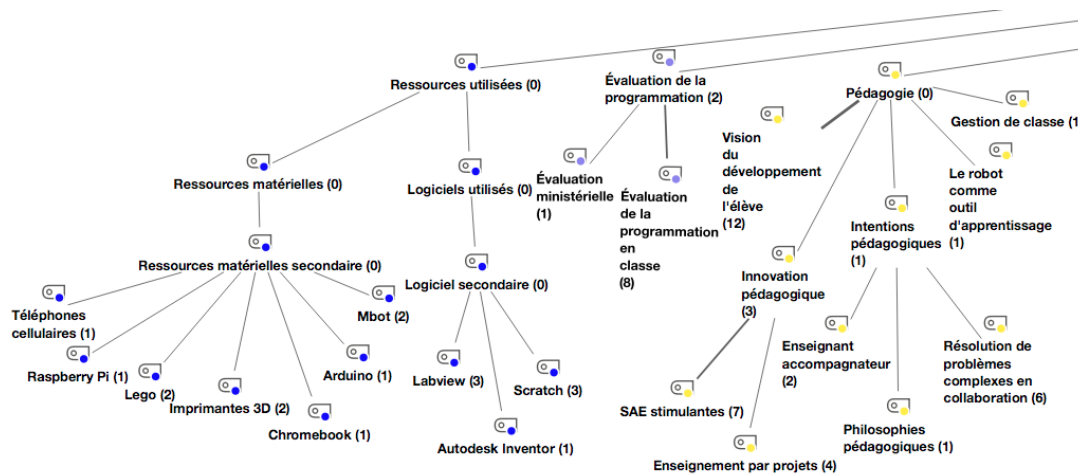 Ressources utilisées (0)
Évaluation de la
programmation (2)
Pédagogie (0)
Gestion de classe (1
Vision
du
développement
de
l'élève
(12)
Le robot
comme
outil
d'apprentissage
(1)
Ressources matérielles (0)
Logiciels utilisés (0)
Évaluation
ministérielle
(1)
Évaluation
de la
programmation
en
classe
(8)
Intentions
pédagogiques
(1)
Ressources matérielles secondaire (0)
Logiciel secondaire (0)
Innovation
pédagogique
(3)
Téléphones
cellulaires (1)
Mbot (2)
Raspberry Pi (1)
Lego (2)
Imprimantes 3D (2)
Chromebook (1)
Arduino (1)
Labview (3)
Scratch (3)
Autodesk Inventor (1)
Enseignant
accompagnateur
(2)
Résolution de
problèmes
complexes en
collaboration (6)
SAE stimulantes (7)
Philosophies
pédagogiques (1)
Enseignement par projets (4)